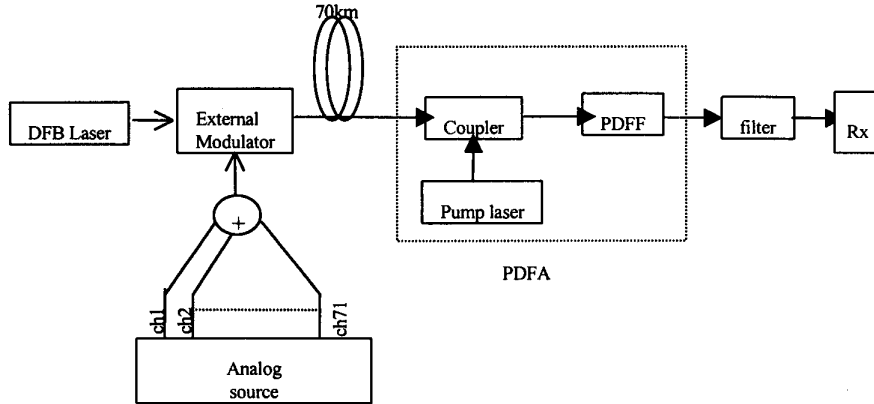 70km
DFB Laser
External
Modulator
Coupler
PDFF
filter
Rx
Pump laser
+
PDFA
ch1
ch2
ch71
Analog
source